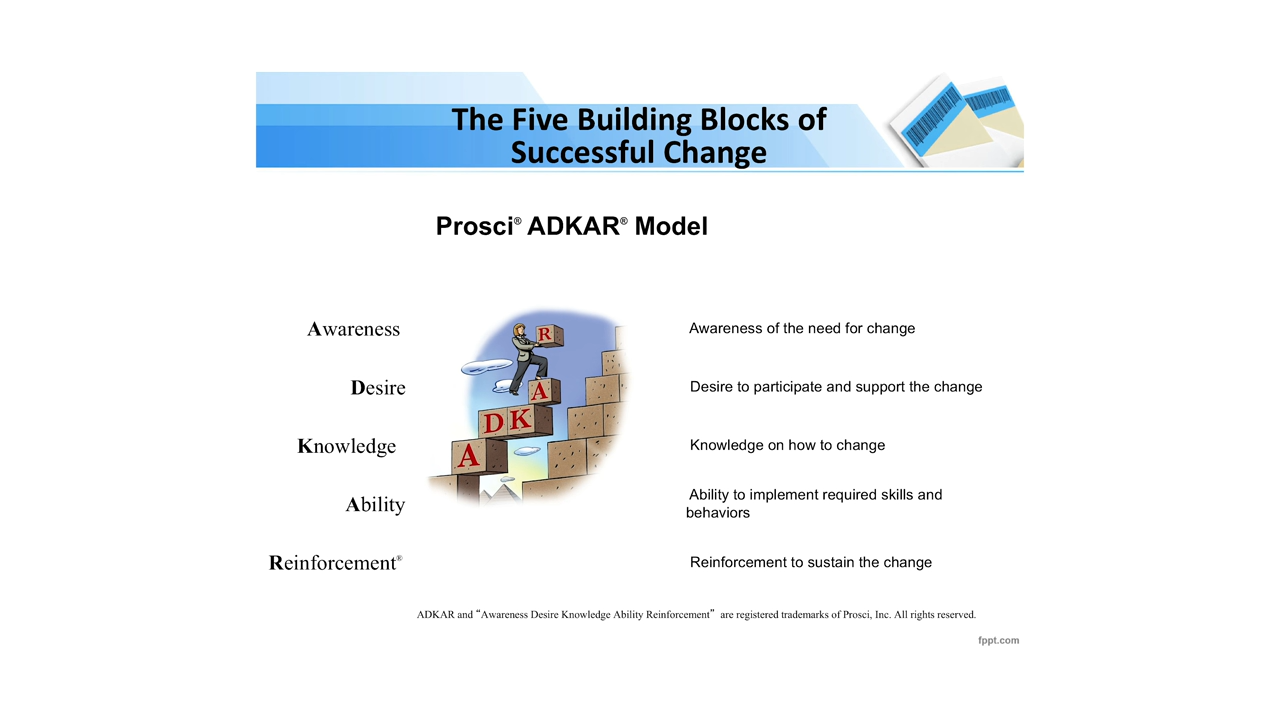 The Five Building Blocks of
Successful Change
Prosci® ADKAR® Model
Awareness
Awareness of the need for change
Desire
Desire to participate and support the change
Knowledge
Knowledge on how to change
Ability
Ability to implement required skills and
behaviors
Reinforcement®
Reinforcement to sustain the change
R
A
D K
A
ADKAR and “Awareness Desire Knowledge Ability Reinforcement” are registered trademarks of Prosci, Inc. All rights reserved.
fppt.com